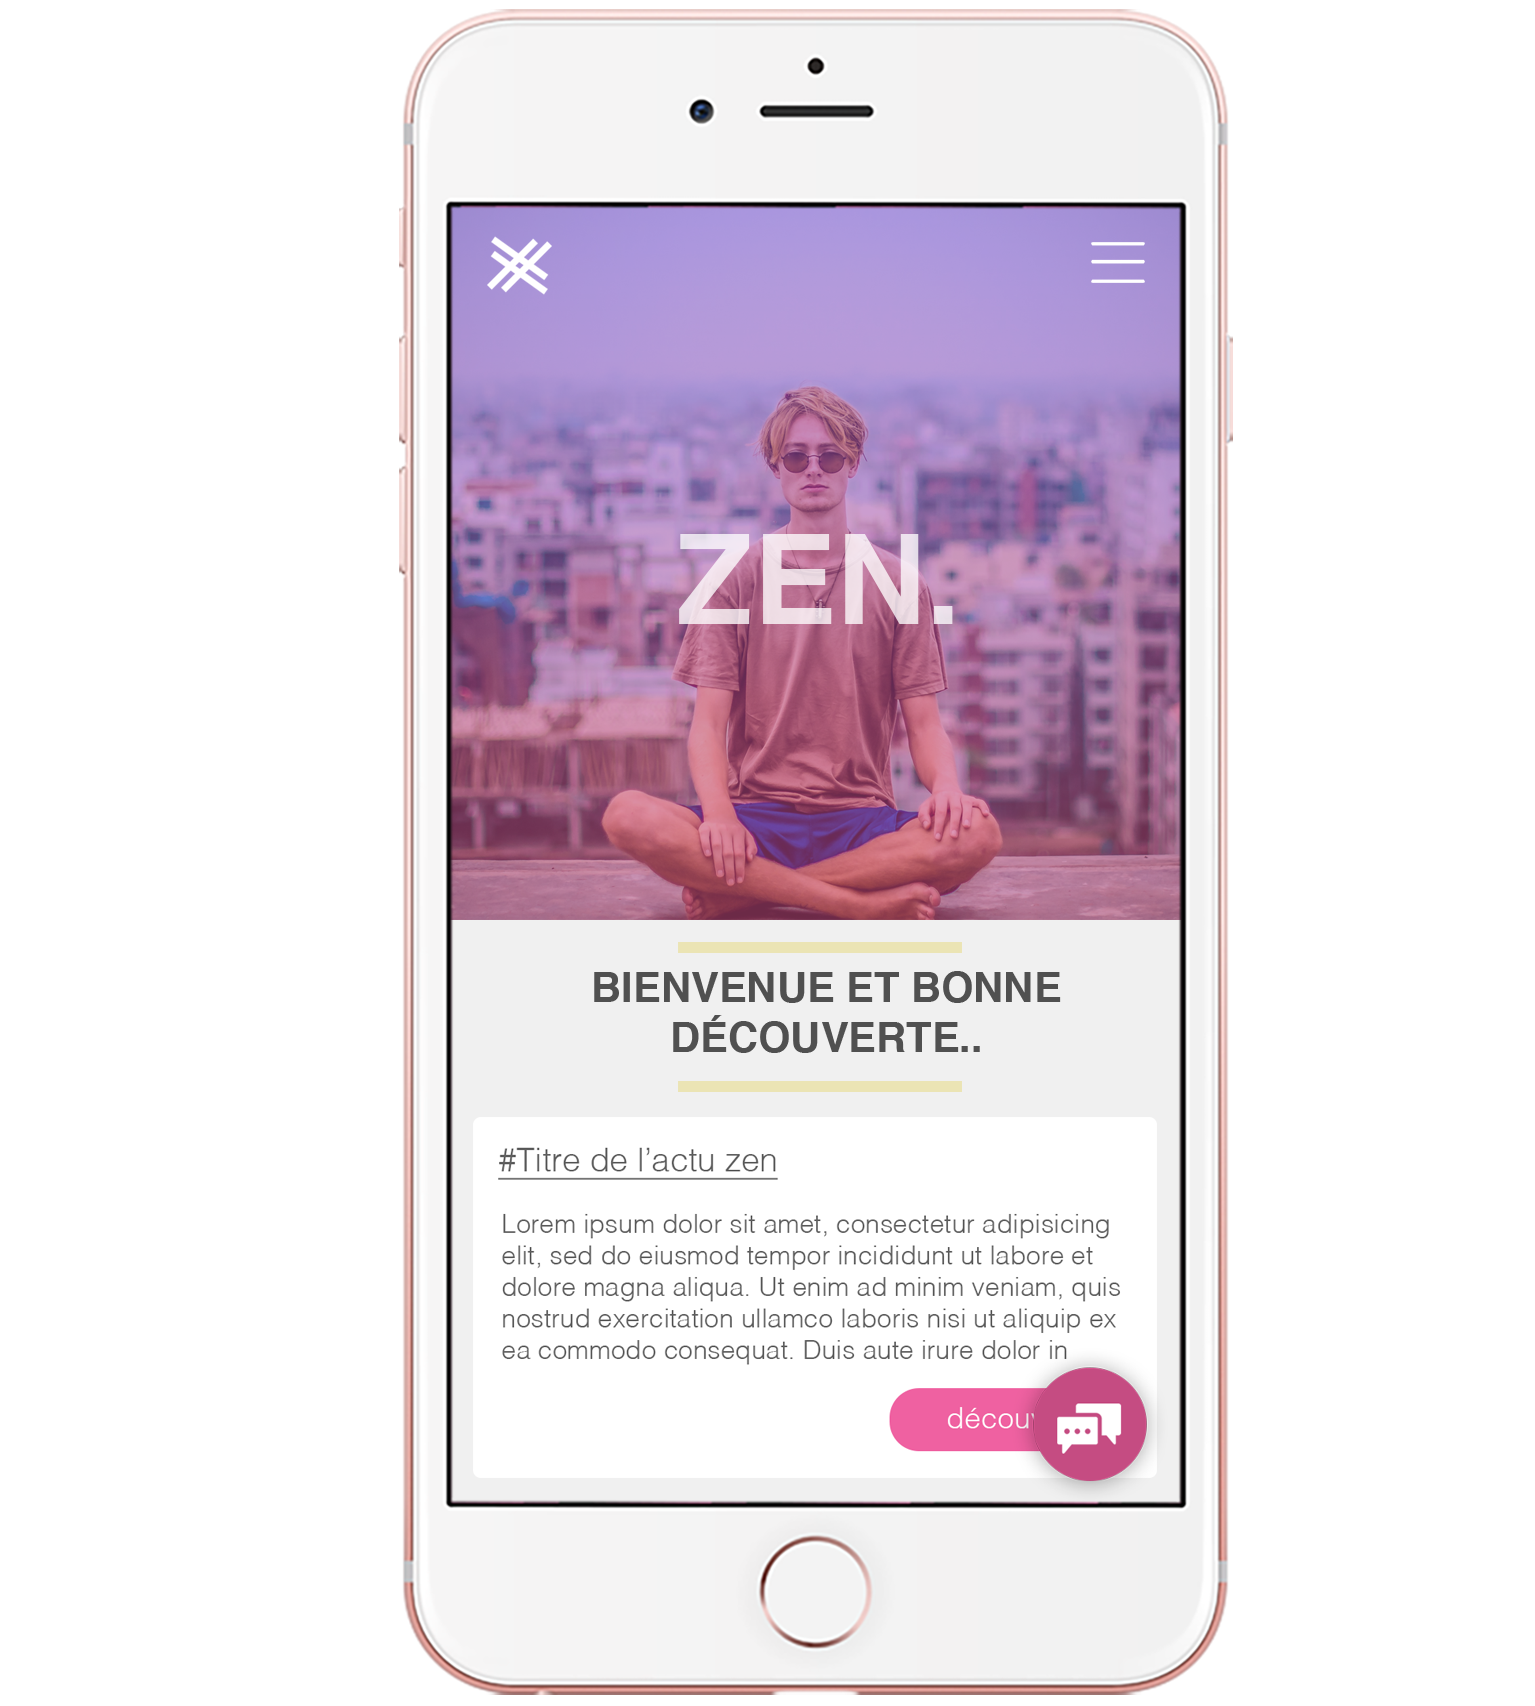 ZEN.
BIENVENUE ET BONNE
DÉCOUVERTE..
#Titre de l’actu zen
Lorem ipsum dolor sit amet, consectetur adipisicing
elit, sed do eiusmod tempor incididunt ut labore et
dolore magna aliqua. Ut enim ad minim veniam, quis
nostrud exercitation ullamco laboris nisi ut aliquip ex
ea commodo consequat. Duis aute irure dolor in